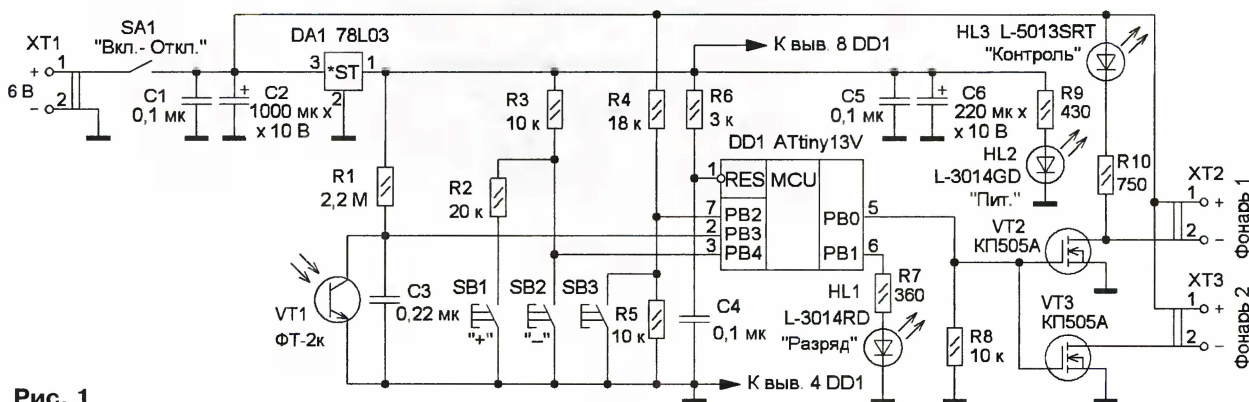 XT1
SA1
"Вкл.- Откл."
1
+
6 В
–
2
C1
0,1 мк
C2
+
1000 мк
х 10 В
DA1 78L03
3
*ST
1
2
К выв. 8 DD1
R3
10 к
R4
18 к
R6
3 к
C5
0,1 мк
C6
+
220 мк х
х 10 В
HL3 L-5013SRT
"Контроль"
R9
430
HL2
L-3014GD
"Пит."
R10
750
R1
2,2 М
R2
20 к
DD1 ATtiny13V
1
RES
MCU
7
PB2
2
PB3
3
PB4
PB0
5
PB1
6
VT1
ФТ-2к
C3
0,22 мк
SB1
"+"
SB2
"–"
SB3
R5
10 к
C4
0,1 мк
HL1
L-3014RD
"Разряд"
R7
360
R8
10 к
VT2
КП505А
VT3
КП505А
XT2
1
+
2
–
Фонарь 1
XT3
1
+
2
–
Фонарь 2
К выв. 4 DD1
Рис. 1